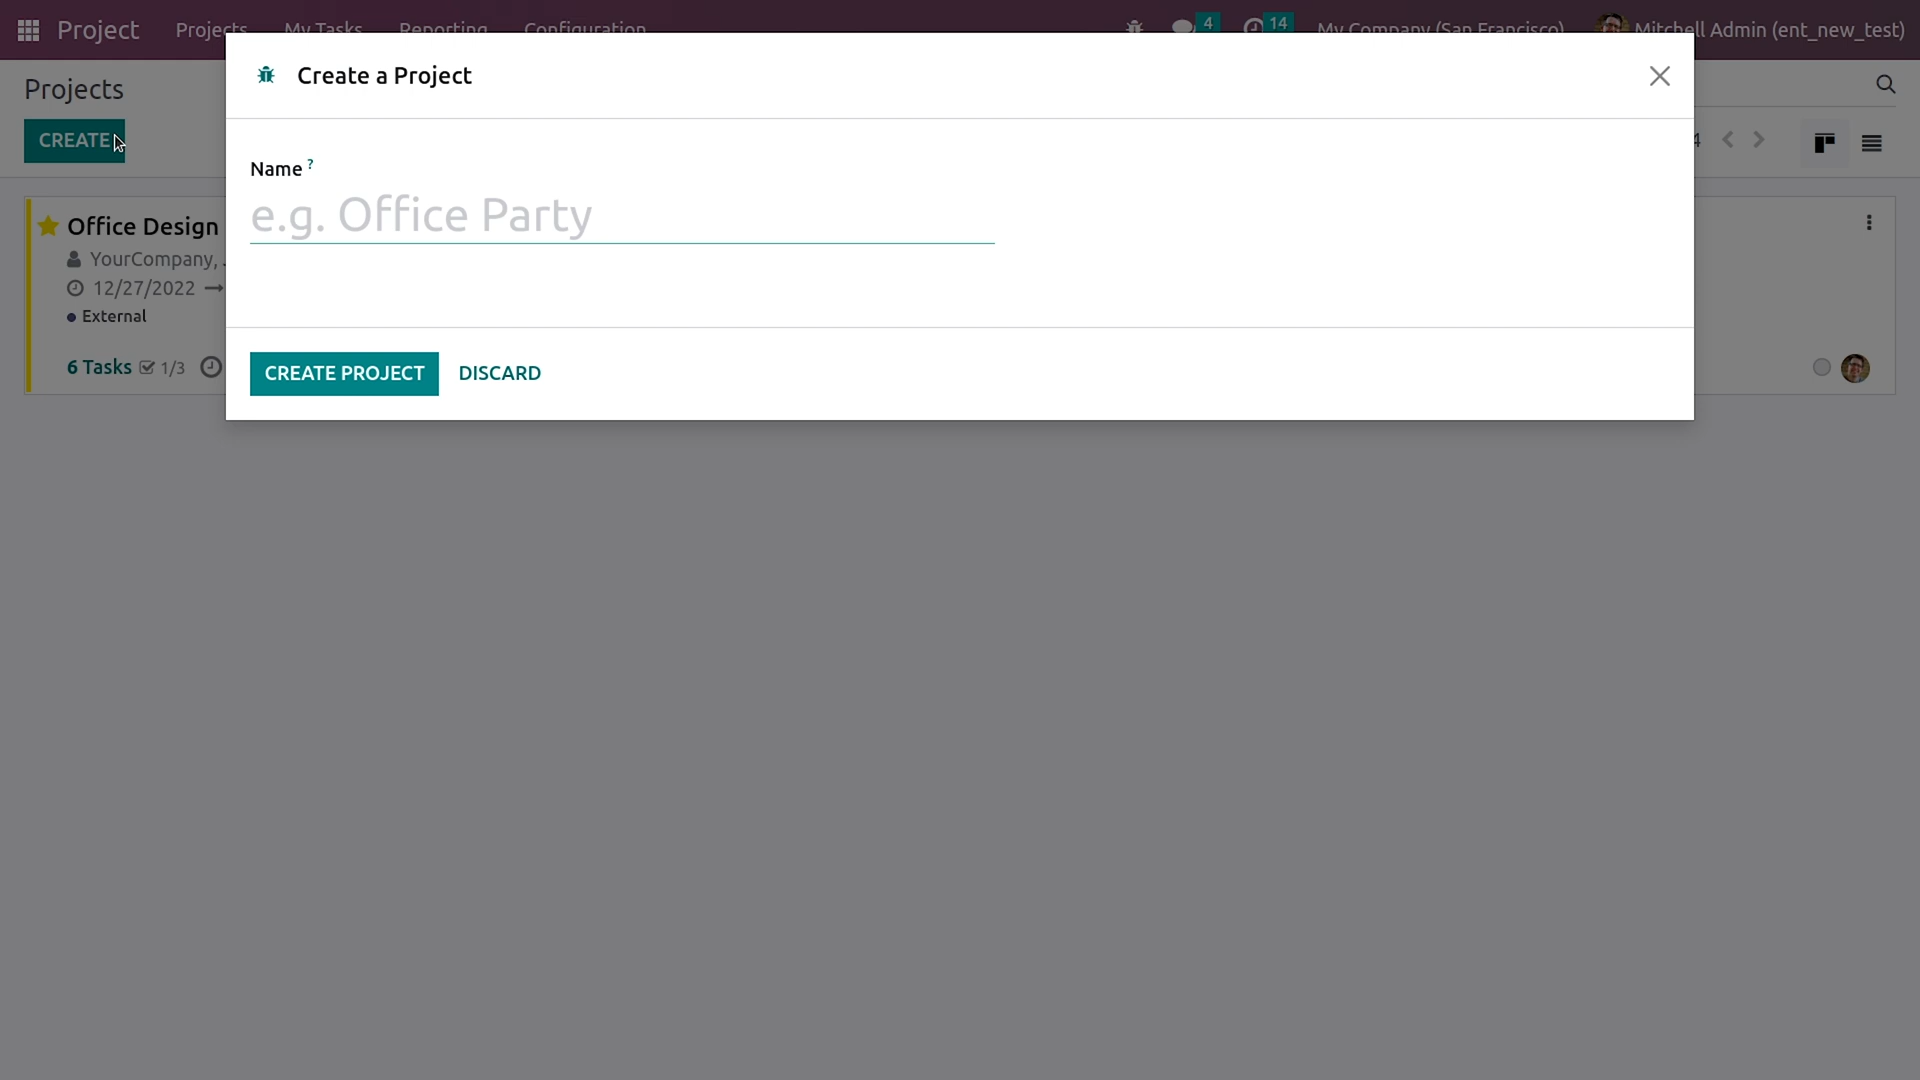 Project Projects My Tasks Reporting Configuration 4 14 My Company (San Francisco) Mitchell Admin (ent_new_test)
Create a Project
Projects
CREATE
4
Name ?
e.g. Office Party
Office Design
YourCompany,
12/27/2022
External
6 Tasks 1/3
CREATE PROJECT DISCARD